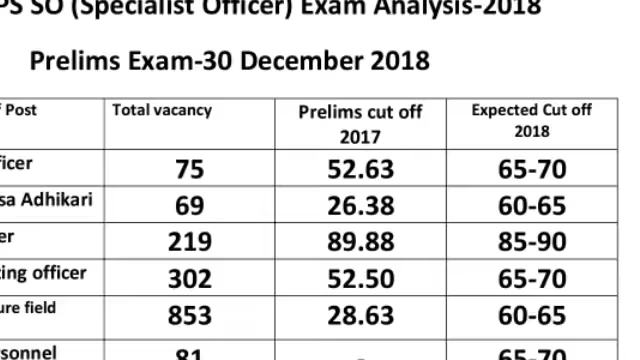 PS SO (Specialist Officer) Exam Analysis-2018
Prelims Exam-30 December 2018
f Post Total vacancy Prelims cut off 2017 Expected Cut off 2018
ficer 75 52.63 65-70
sa Adhikari 69 26.38 60-65
er 219 89.88 85-90
ting officer 302 52.50 65-70
ure field 853 28.63 60-65
rsonnel 81 - 65-70